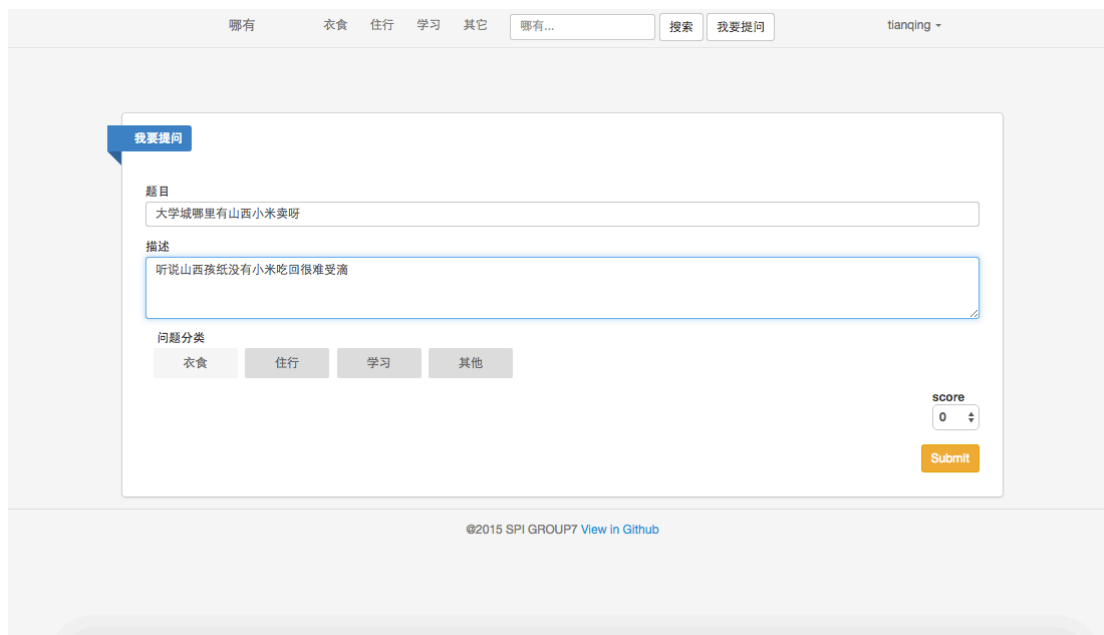 哪有 衣食 住行 学习 其它 哪有... 搜索 我要提问 tianqing
我要提问
题目
大学城哪里有山西小米卖呀
描述
听说山西孩纸没有小米吃回很难受滴
问题分类
衣食 住行 学习 其他
score
0
Submit
@2015 SPI GROUP7 View in Github